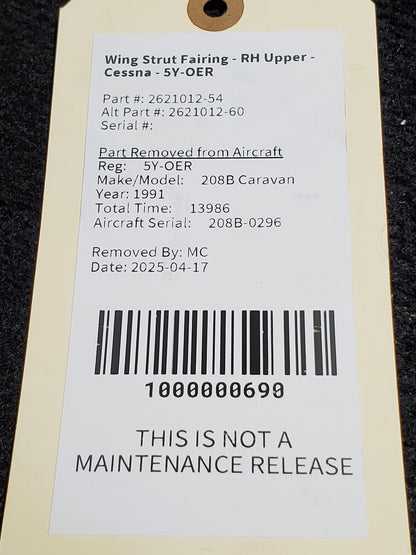 Wing Strut Fairing - RH Upper -
Cessna - 5Y-OER
Part #: 2621012-54
Alt Part #: 2621012-60
Serial #:
Part Removed from Aircraft
Reg: 5Y-OER
Make/Model: 208B Caravan
Year: 1991
Total Time: 13986
Aircraft Serial: 208B-0296
Removed By: MC
Date: 2025-04-17
1000000699
THIS IS NOT A
MAINTENANCE RELEASE